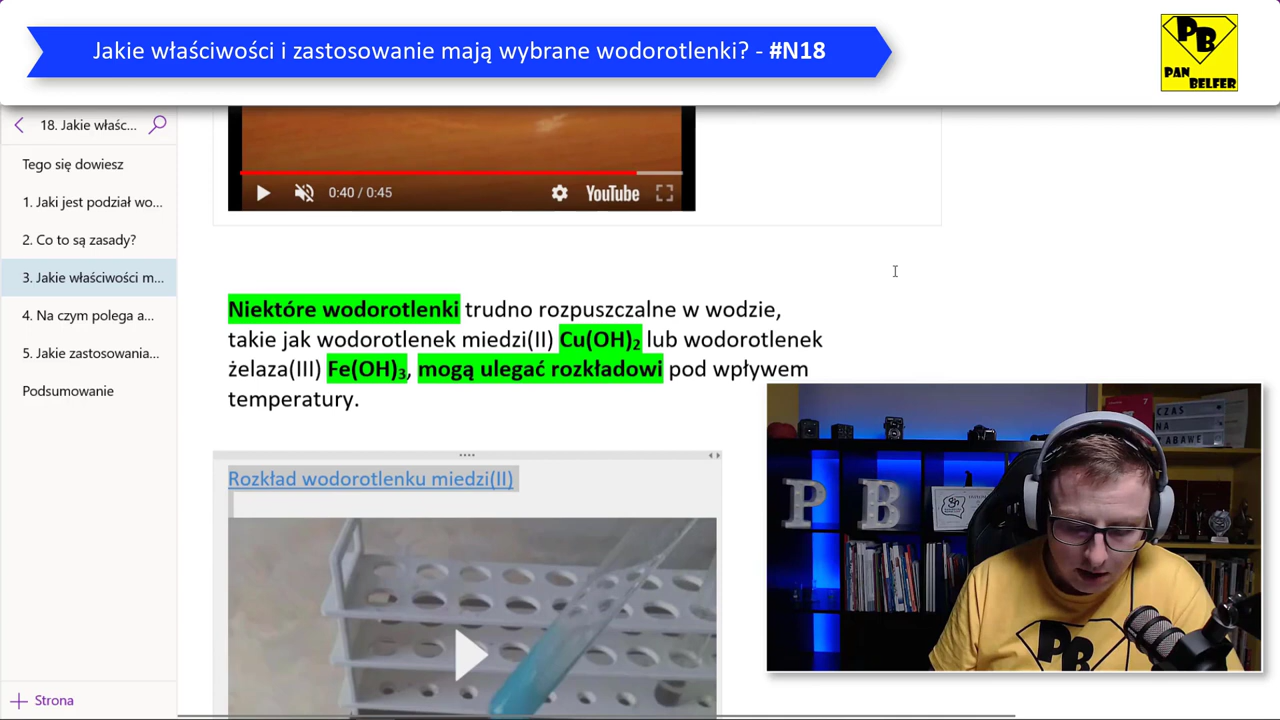 Jakie właściwości i zastosowanie mają wybrane wodorotlenki? - #N18
PB
PAN
BELFER
18. Jakie właśc...
Tego się dowiesz
1. Jaki jest podział wo...
2. Co to są zasady?
3. Jakie właściwości m...
4. Na czym polega a...
5. Jakie zastosowania...
Podsumowanie
Strona
0:40 / 0:45
YouTube
Niektóre wodorotlenki trudno rozpuszczalne w wodzie,
takie jak wodorotlenek miedzi(II) Cu(OH)₂ lub wodorotlenek
żelaza(III) Fe(OH)₃, mogą ulegać rozkładowi pod wpływem
temperatury.
Rozkład wodorotlenku miedzi(II)
P B
CZAS
NA
PB